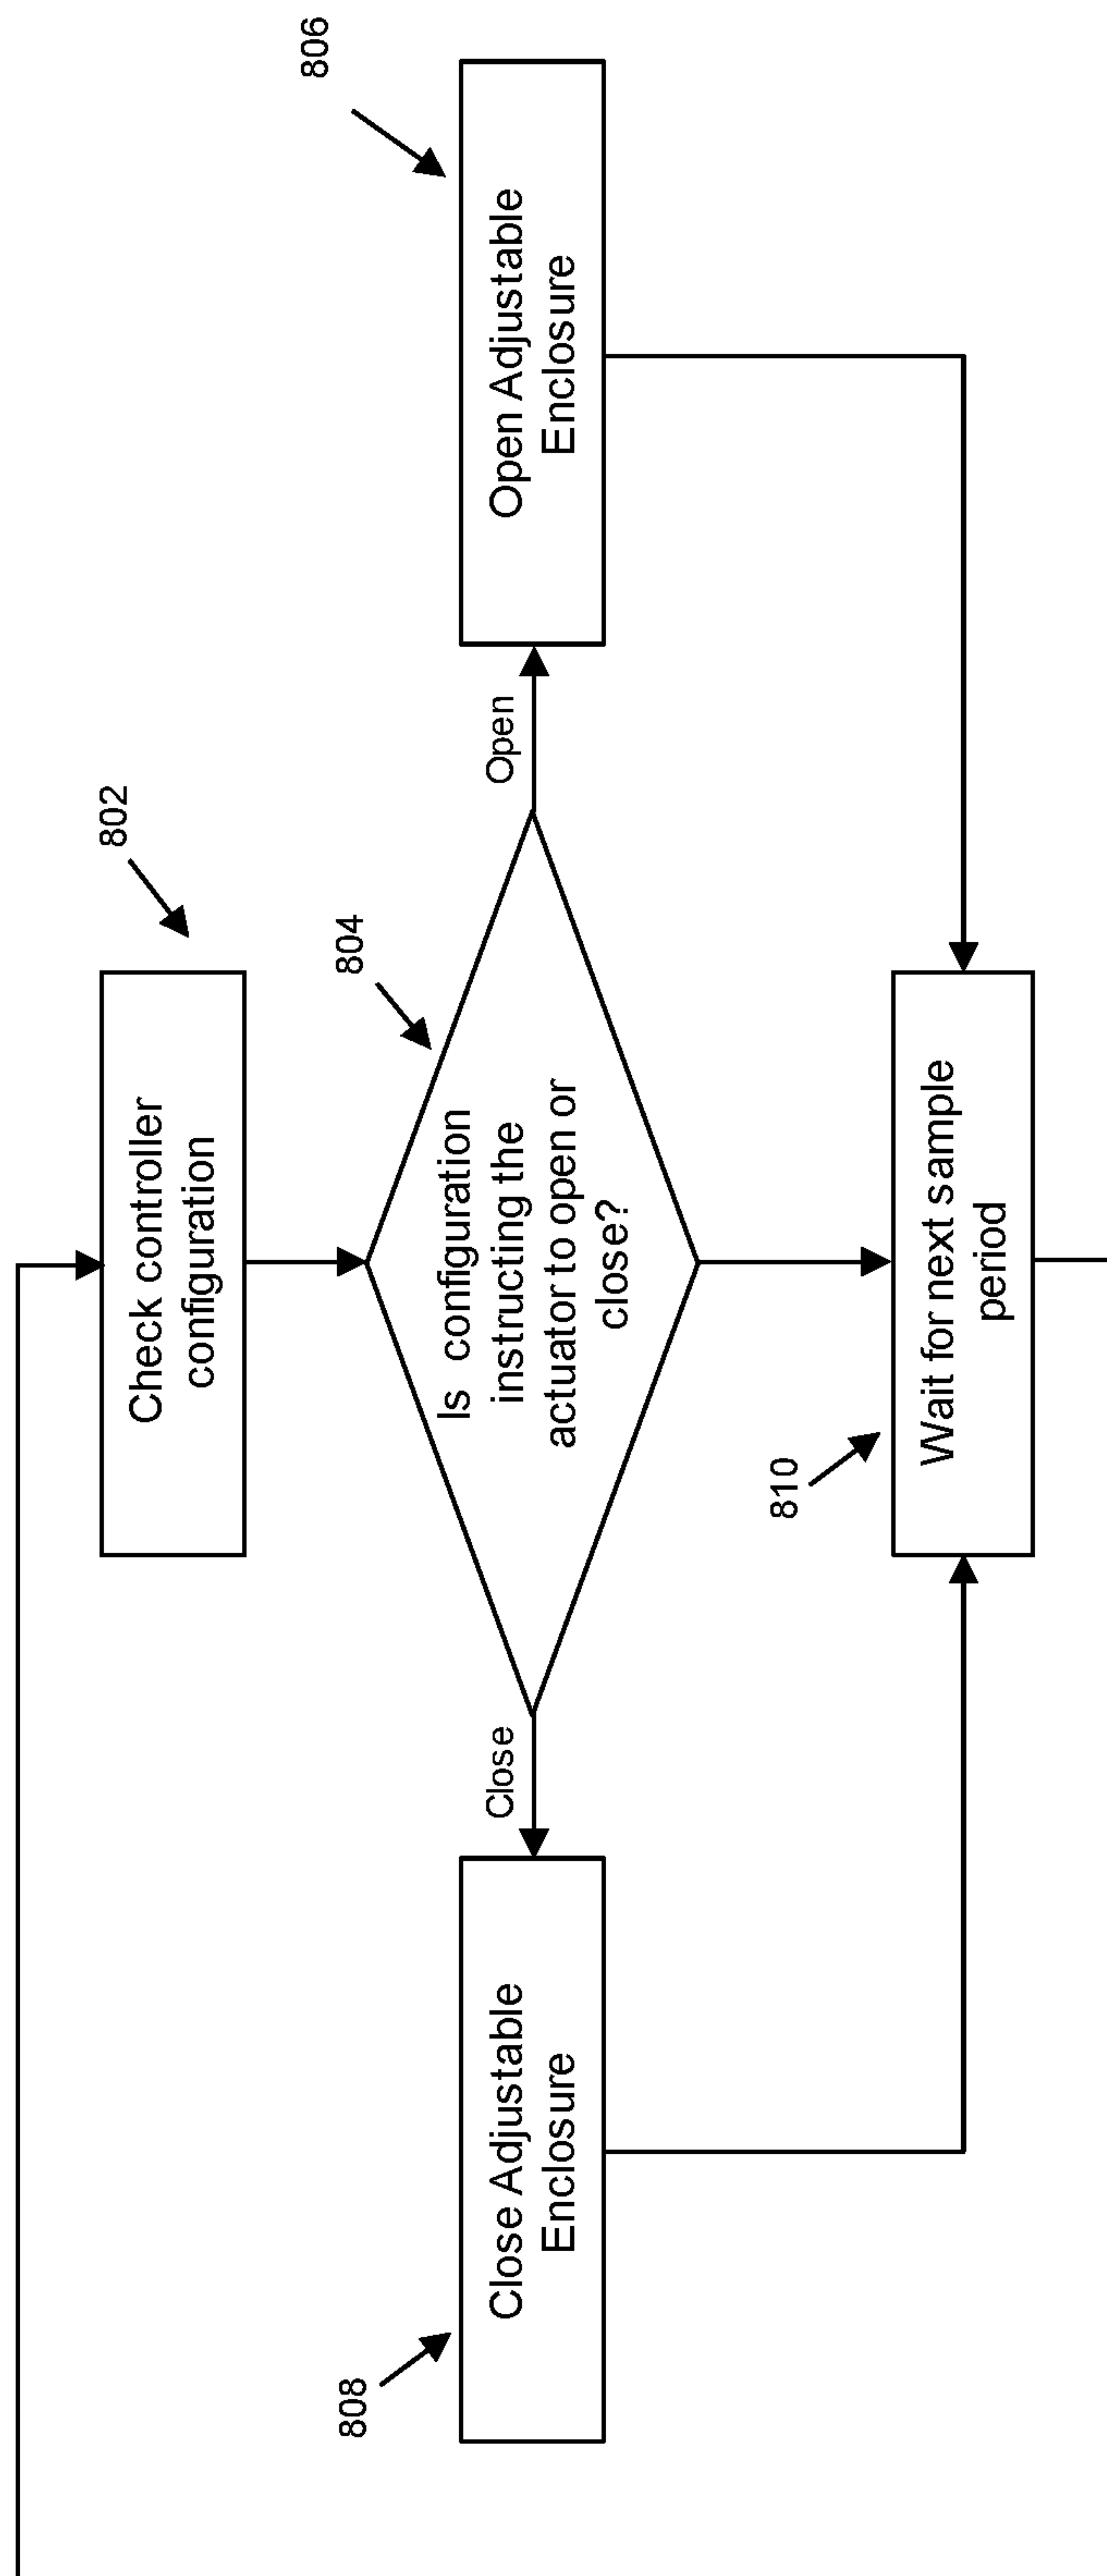 802
Check controller
configuration
804
Is configuration
instructing the
actuator to open or
close?
Close
Open
808
Close Adjustable
Enclosure
806
Open Adjustable
Enclosure
810
Wait for next sample
period